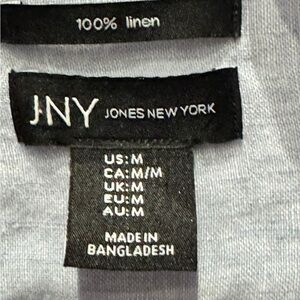 100% linen
JNY JONES NEW YORK
US:M
CA:M/M
UK:M
EU:M
AU:M
MADE IN
BANGLADESH